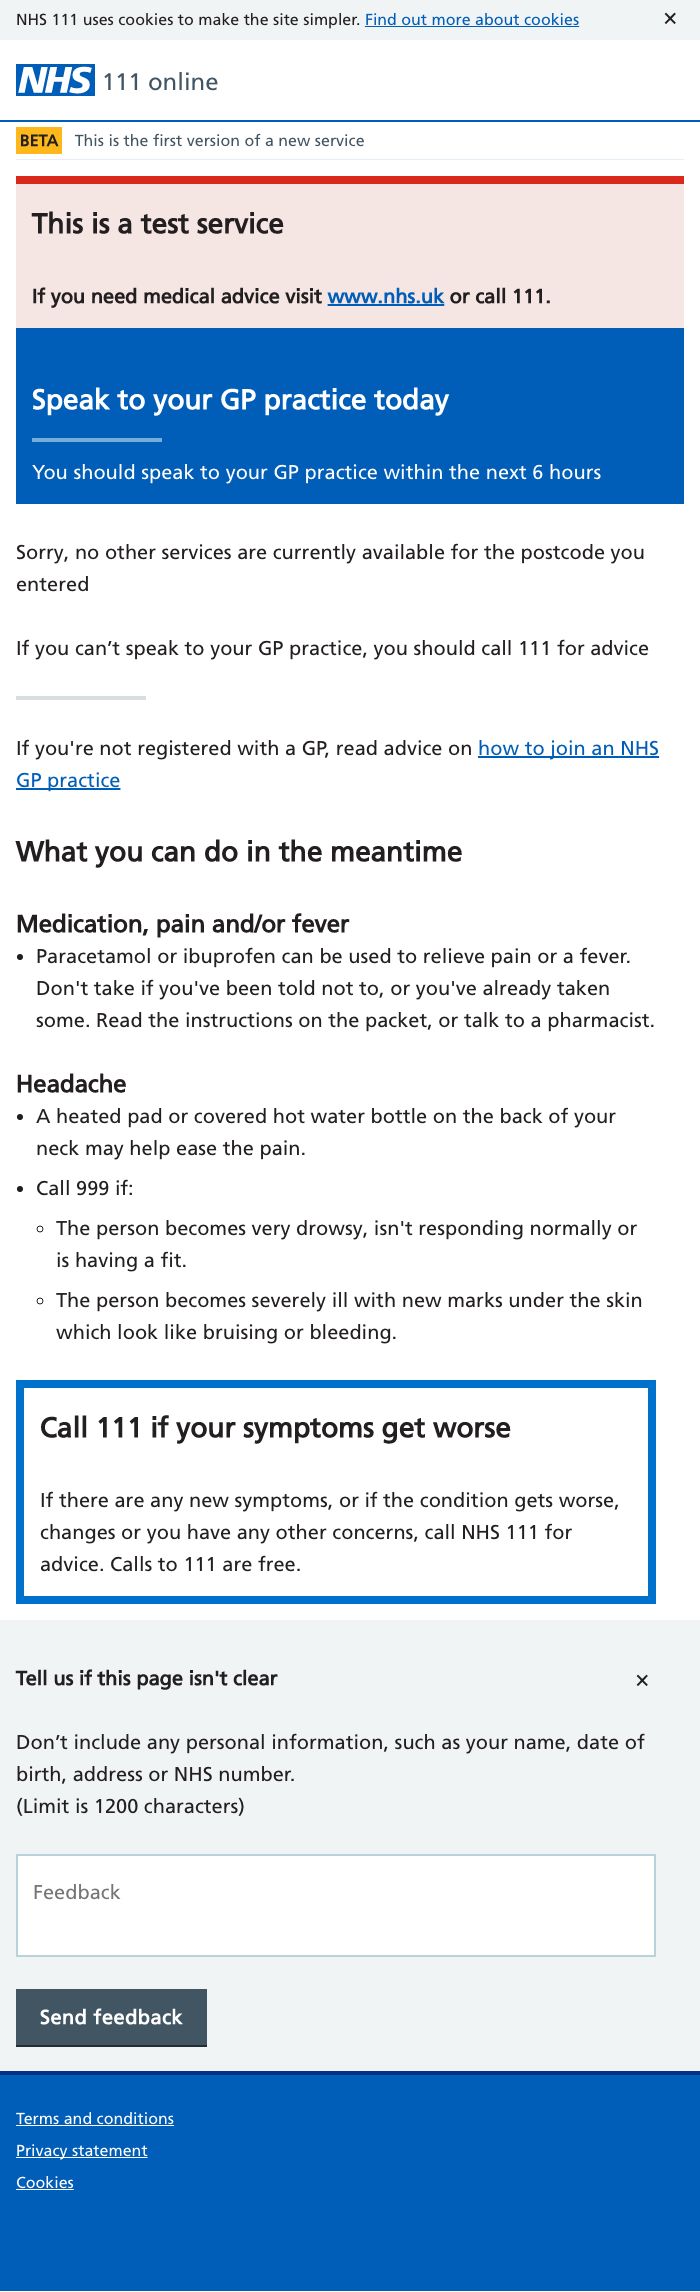 NHS 111 uses cookies to make the site simpler. Find out more about cookies ✕
NHS 111 online
BETA This is the first version of a new service
This is a test service
If you need medical advice visit www.nhs.uk or call 111.
Speak to your GP practice today
You should speak to your GP practice within the next 6 hours
Sorry, no other services are currently available for the postcode you
entered
If you can’t speak to your GP practice, you should call 111 for advice
If you're not registered with a GP, read advice on how to join an NHS
GP practice
What you can do in the meantime
Medication, pain and/or fever
• Paracetamol or ibuprofen can be used to relieve pain or a fever.
Don't take if you've been told not to, or you've already taken
some. Read the instructions on the packet, or talk to a pharmacist.
Headache
• A heated pad or covered hot water bottle on the back of your
neck may help ease the pain.
• Call 999 if:
◦ The person becomes very drowsy, isn't responding normally or
is having a fit.
◦ The person becomes severely ill with new marks under the skin
which look like bruising or bleeding.
Call 111 if your symptoms get worse
If there are any new symptoms, or if the condition gets worse,
changes or you have any other concerns, call NHS 111 for
advice. Calls to 111 are free.
Tell us if this page isn't clear ✕
Don’t include any personal information, such as your name, date of
birth, address or NHS number.
(Limit is 1200 characters)
Feedback
Send feedback
Terms and conditions
Privacy statement
Cookies